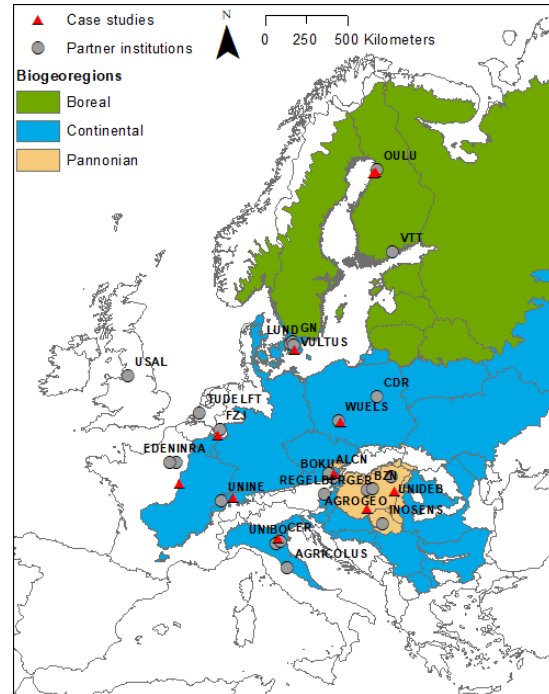 Case studies
Partner institutions
N
0 250 500 Kilometers
Biogeoregions
Boreal
Continental
Pannonian
OULU
VTT
LUND GN
VULTUS
USAL
CDR
TUDELFT
WUELS
FZJ
EDENINRA
BOKU ALCN
REGELBERGER BZN
UNINE
AGROGEO UNIDEB
INOSENS
UNIBO CER
AGRICOLUS